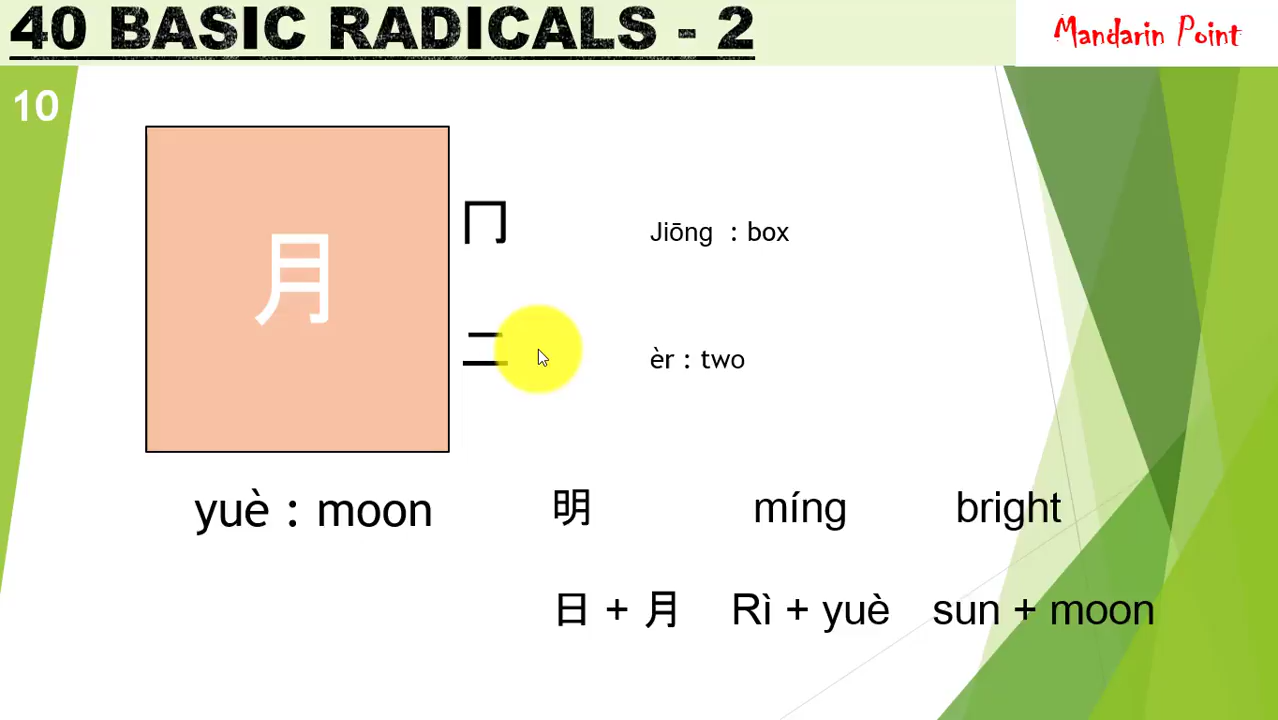 40 BASIC RADICALS - 2
Mandarin Point
10
月
冂 Jiōng : box
二 èr : two
yuè : moon
明 míng bright
日 + 月 Rì + yuè sun + moon